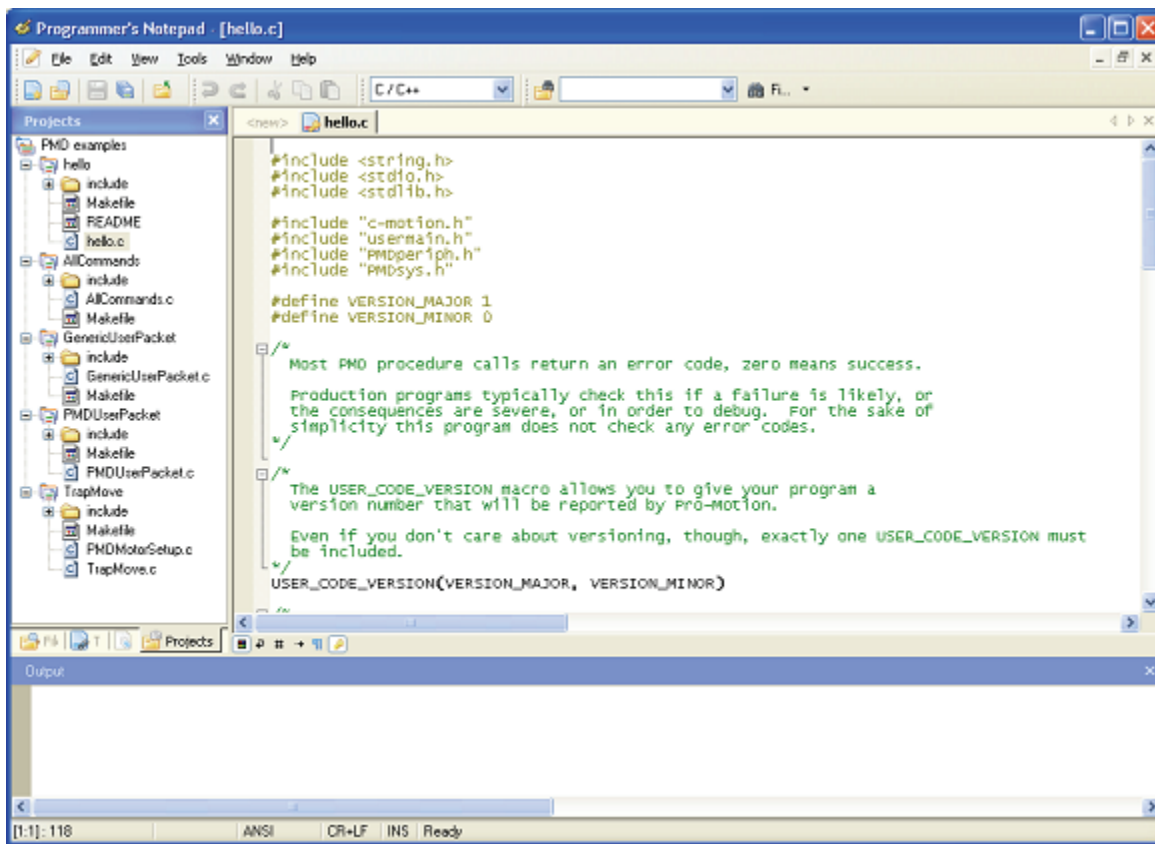 Programmer's Notepad - [hello.c]
File Edit View Tools Window Help
C / C++
Fi...
Projects
<new> hello.c
PMD examples
hello
include
Makefile
README
hello.c
AllCommands
include
AllCommands.c
Makefile
GenericUserPacket
include
GenericUserPacket.c
Makefile
PMDUserPacket
include
Makefile
PMDUserPacket.c
TrapMove
include
Makefile
PMDMotorSetup.c
TrapMove.c
#include <string.h>
#include <stdio.h>
#include <stdlib.h>
#include "c-motion.h"
#include "usermain.h"
#include "PMDperiph.h"
#include "PMDsys.h"
#define VERSION_MAJOR 1
#define VERSION_MINOR 0
/*
Most PMD procedure calls return an error code, zero means success.
Production programs typically check this if a failure is likely, or
the consequences are severe, or in order to debug. For the sake of
simplicity this program does not check any error codes.
*/
/*
The USER_CODE_VERSION macro allows you to give your program a
version number that will be reported by Pro-Motion.
Even if you don't care about versioning, though, exactly one USER_CODE_VERSION must
be included.
*/
USER_CODE_VERSION(VERSION_MAJOR, VERSION_MINOR)
/*
T
Projects
Output
[1:1] : 118 ANSI CR+LF INS Ready